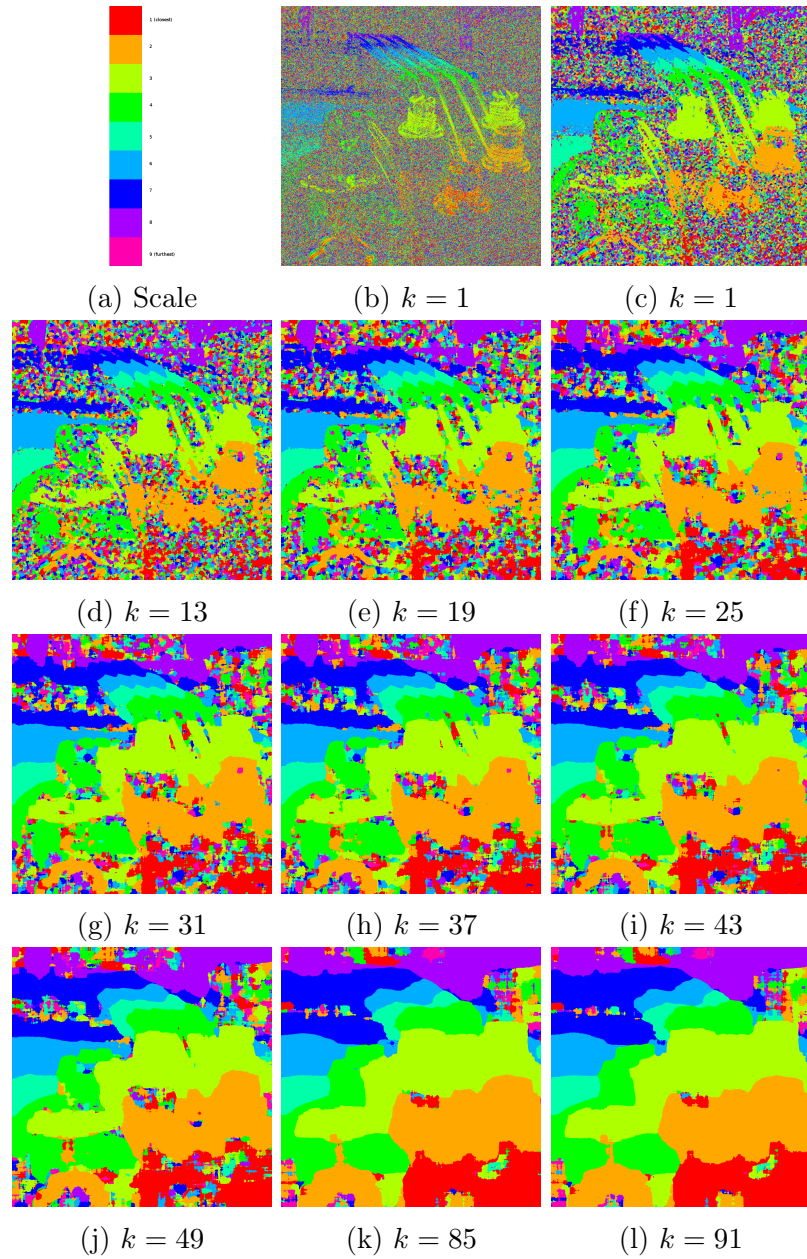 1 (closest)
2
3
4
5
6
7
8
9 (furthest)
(a) Scale
(b) k = 1
(c) k = 1
(d) k = 13
(e) k = 19
(f) k = 25
(g) k = 31
(h) k = 37
(i) k = 43
(j) k = 49
(k) k = 85
(l) k = 91